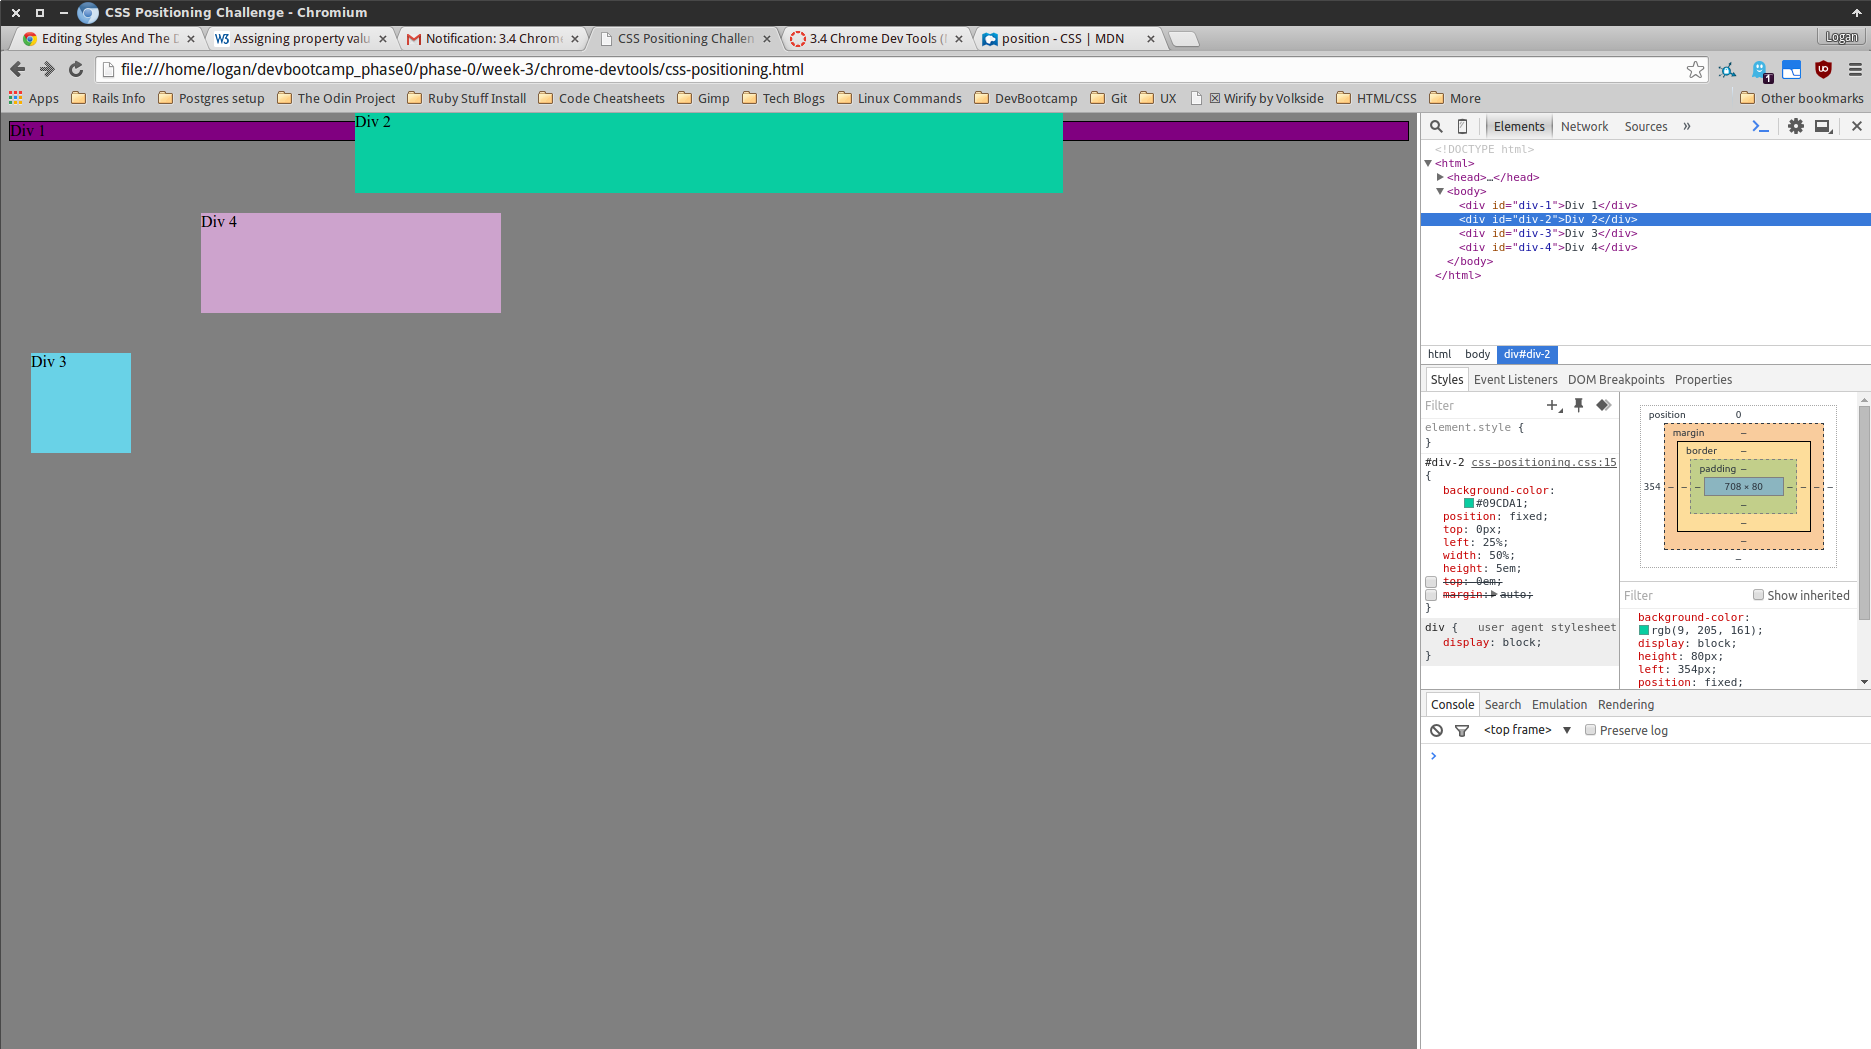 CSS Positioning Challenge - Chromium
Editing Styles And The D
Assigning property valu
Notification: 3.4 Chrom
CSS Positioning Challen
3.4 Chrome Dev Tools (
position - CSS | MDN
Logan
file:///home/logan/devbootcamp_phase0/phase-0/week-3/chrome-devtools/css-positioning.html
1
Apps Rails Info Postgres setup The Odin Project Ruby Stuff Install Code Cheatsheets Gimp Tech Blogs Linux Commands DevBootcamp Git UX ☒ Wirify by Volkside HTML/CSS More Other bookmarks
Div 1
Div 2
Div 4
Div 3
Elements Network Sources »
<!DOCTYPE html>
<html>
<head>…</head>
<body>
<div id="div-1">Div 1</div>
<div id="div-2">Div 2</div>
<div id="div-3">Div 3</div>
<div id="div-4">Div 4</div>
</body>
</html>
html body div#div-2
Styles Event Listeners DOM Breakpoints Properties
Filter
element.style {
}
#div-2 css-positioning.css:15
{
background-color:
#09CDA1;
position: fixed;
top: 0px;
left: 25%;
width: 50%;
height: 5em;
top: 0em;
margin: auto;
}
div { user agent stylesheet
display: block;
}
position 0
margin –
border –
padding –
354 – – – 708 × 80 – – – –
–
–
–
–
Filter Show inherited
background-color:
rgb(9, 205, 161);
display: block;
height: 80px;
left: 354px;
position: fixed;
Console Search Emulation Rendering
<top frame> ▼ Preserve log
>